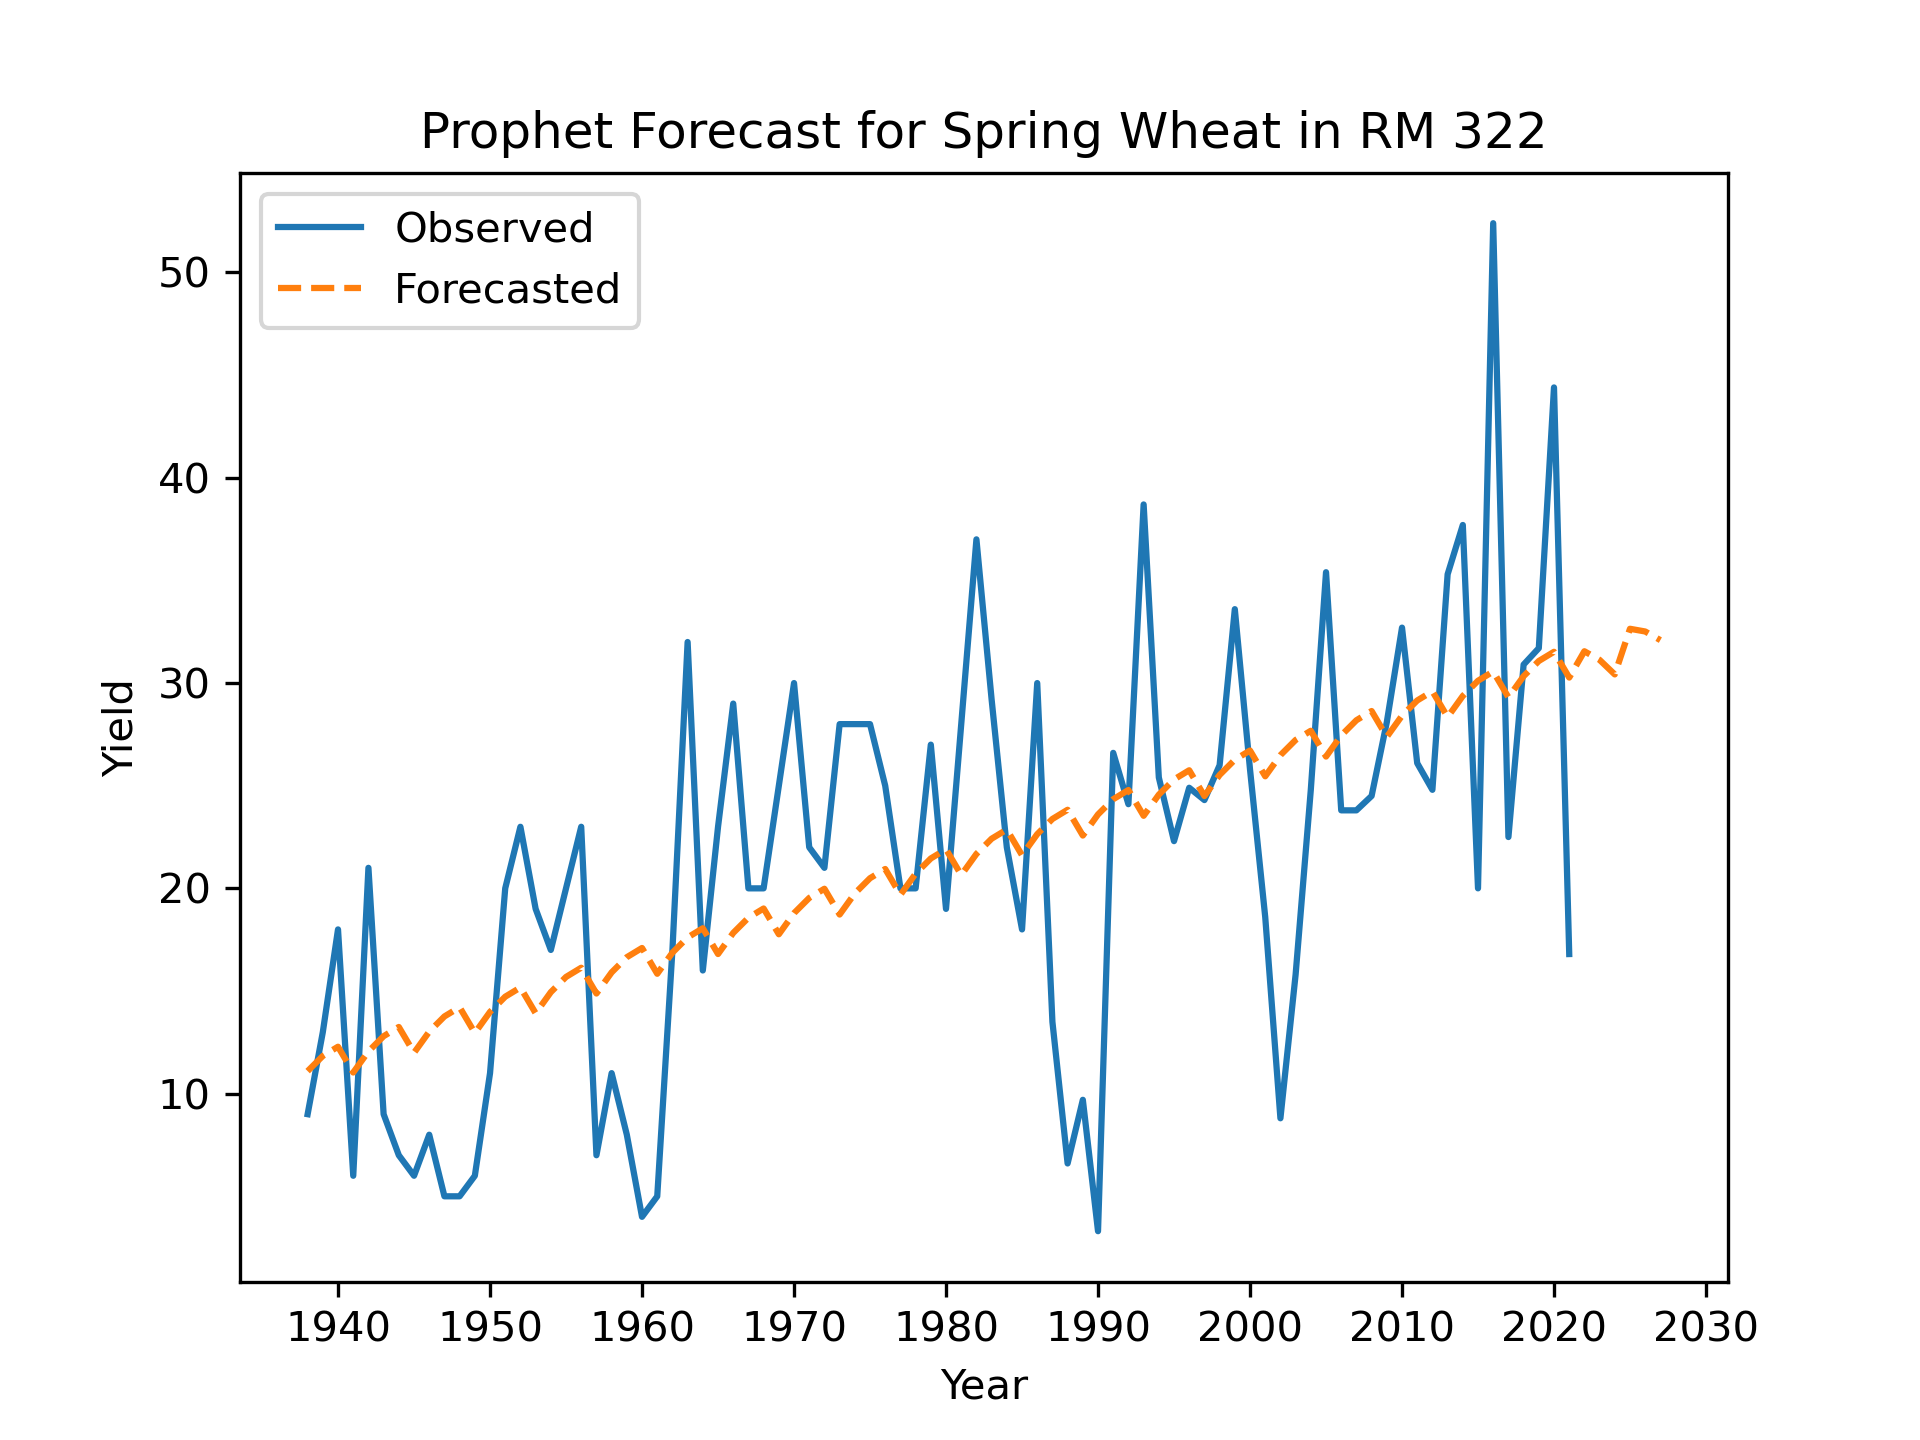 Prophet Forecast for Spring Wheat in RM 322
Observed
Forecasted
50
40
30
20
10
Yield
1940 1950 1960 1970 1980 1990 2000 2010 2020 2030
Year